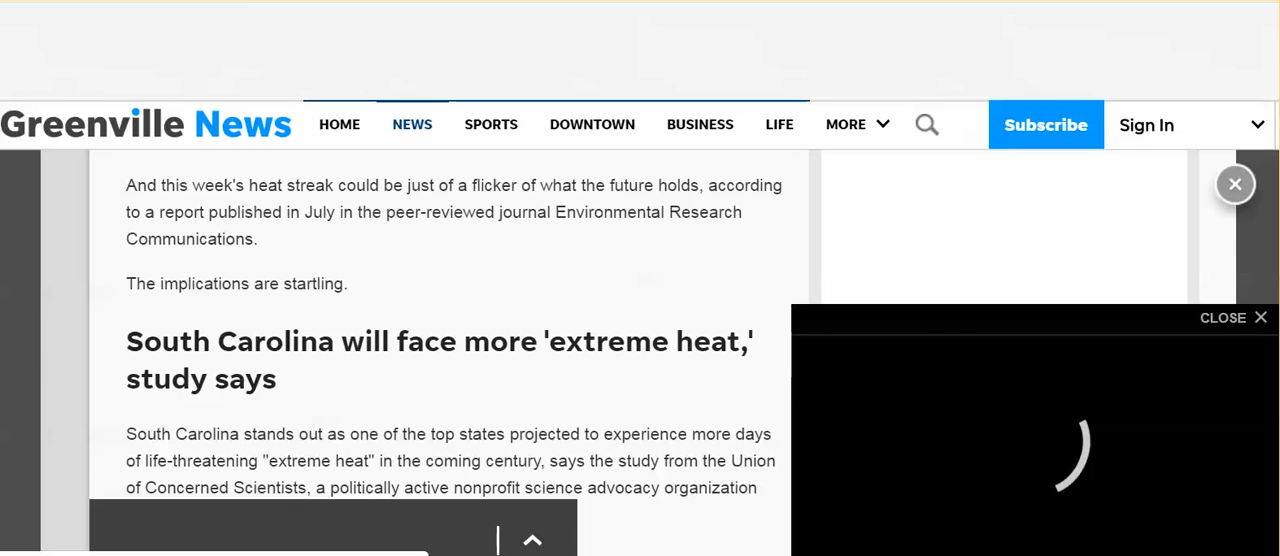 Greenville News HOME NEWS SPORTS DOWNTOWN BUSINESS LIFE MORE Subscribe Sign In
And this week's heat streak could be just of a flicker of what the future holds, according
to a report published in July in the peer-reviewed journal Environmental Research
Communications.
The implications are startling.
CLOSE
South Carolina will face more 'extreme heat,'
study says
South Carolina stands out as one of the top states projected to experience more days
of life-threatening "extreme heat" in the coming century, says the study from the Union
of Concerned Scientists, a politically active nonprofit science advocacy organization